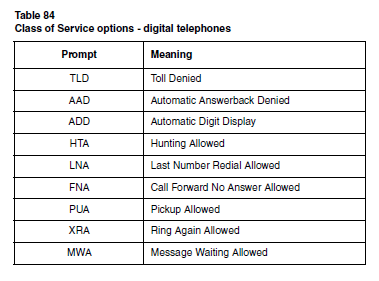 Table 84
Class of Service options - digital telephones
Prompt Meaning
TLD Toll Denied
AAD Automatic Answerback Denied
ADD Automatic Digit Display
HTA Hunting Allowed
LNA Last Number Redial Allowed
FNA Call Forward No Answer Allowed
PUA Pickup Allowed
XRA Ring Again Allowed
MWA Message Waiting Allowed